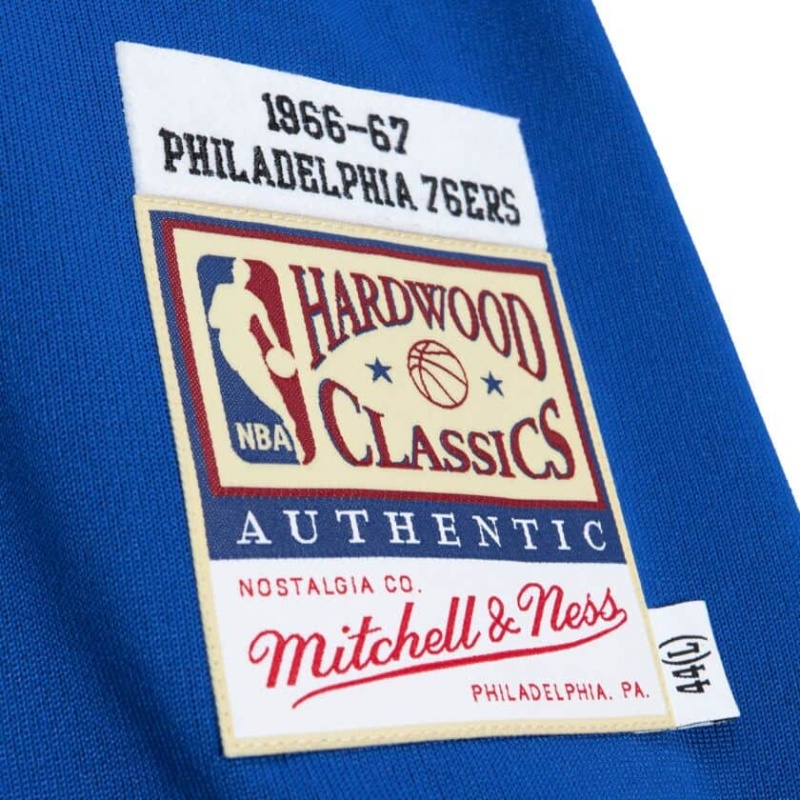 1966-67
PHILADELPHIA 76ERS
HARDWOOD
CLASSICS
NBA
AUTHENTIC
NOSTALGIA CO.
Mitchell & Ness
PHILADELPHIA, PA.
44(L)